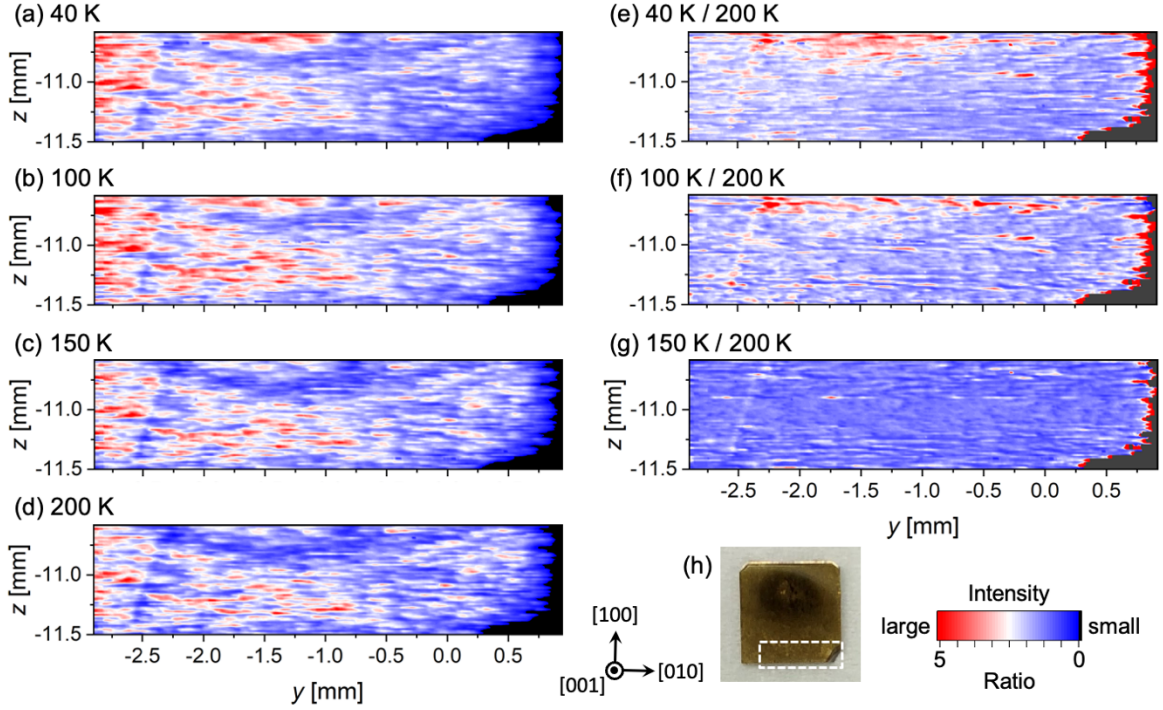 (a) 40 K
z [mm]
-11.0
-11.5
(b) 100 K
z [mm]
-11.0
-11.5
(c) 150 K
z [mm]
-11.0
-11.5
(d) 200 K
z [mm]
-11.0
-11.5
-2.5 -2.0 -1.5 -1.0 -0.5 0.0 0.5
y [mm]
(e) 40 K / 200 K
z [mm]
-11.0
-11.5
(f) 100 K / 200 K
z [mm]
-11.0
-11.5
(g) 150 K / 200 K
z [mm]
-11.0
-11.5
-2.5 -2.0 -1.5 -1.0 -0.5 0.0 0.5
y [mm]
[100]
[001] [010]
(h)
Intensity
large small
5 0
Ratio